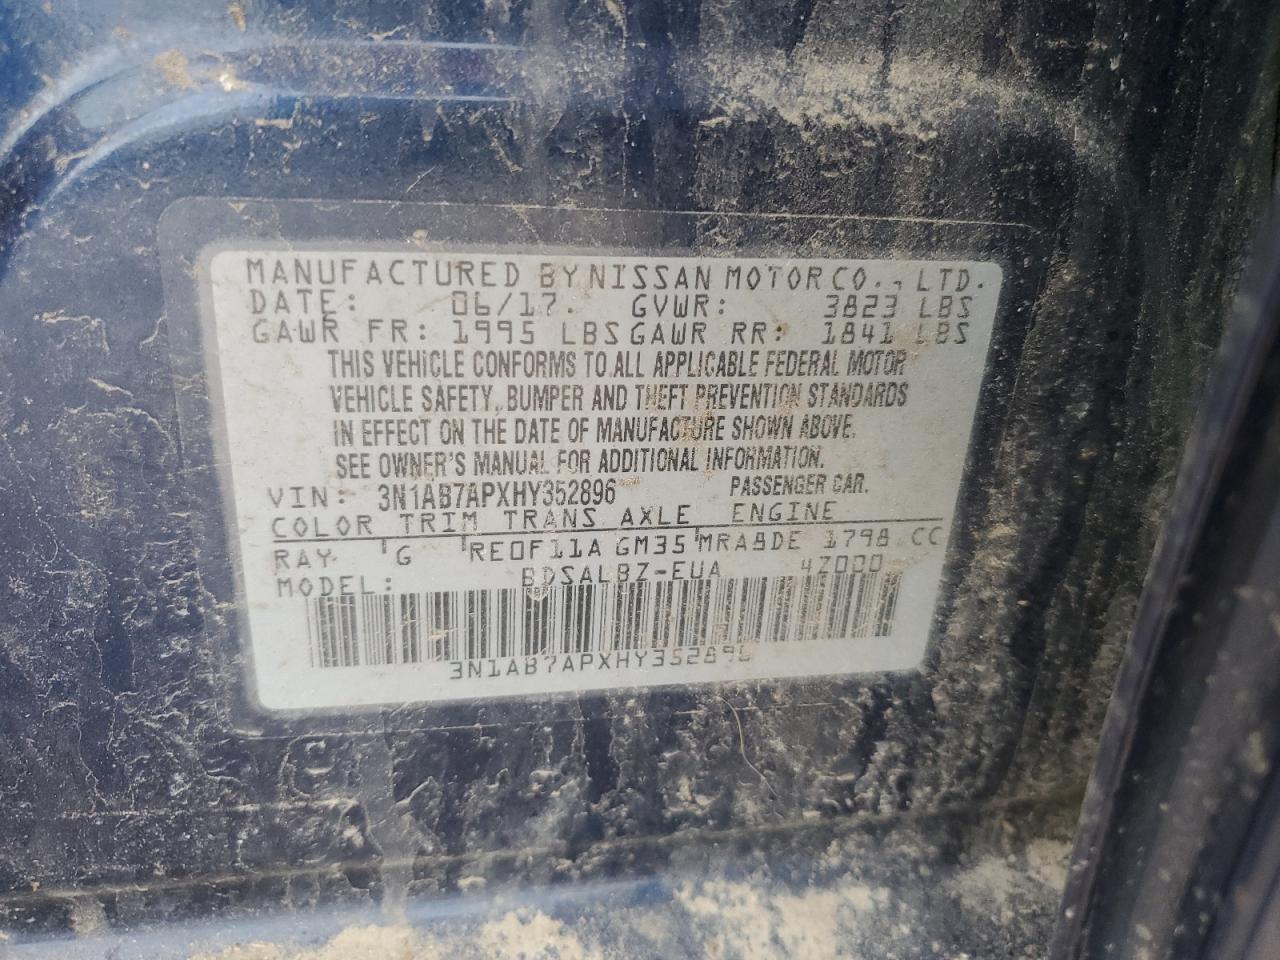 MANUFACTURED BY NISSAN MOTOR CO., LTD.
DATE: 06/17. GVWR: 3823 LBS
GAWR FR: 1995 LBS GAWR RR: 1841 LBS
THIS VEHICLE CONFORMS TO ALL APPLICABLE FEDERAL MOTOR
VEHICLE SAFETY, BUMPER AND THEFT PREVENTION STANDARDS
IN EFFECT ON THE DATE OF MANUFACTURE SHOWN ABOVE.
SEE OWNER'S MANUAL FOR ADDITIONAL INFORMATION.
VIN: 3N1AB7APXHY352896 PASSENGER CAR.
COLOR TRIM TRANS AXLE ENGINE
RAY G RE0F11A GM35 MRA8DE 1798 CC
MODEL: BDSALBZ-EUA 4Z000
3N1AB7APXHY352896